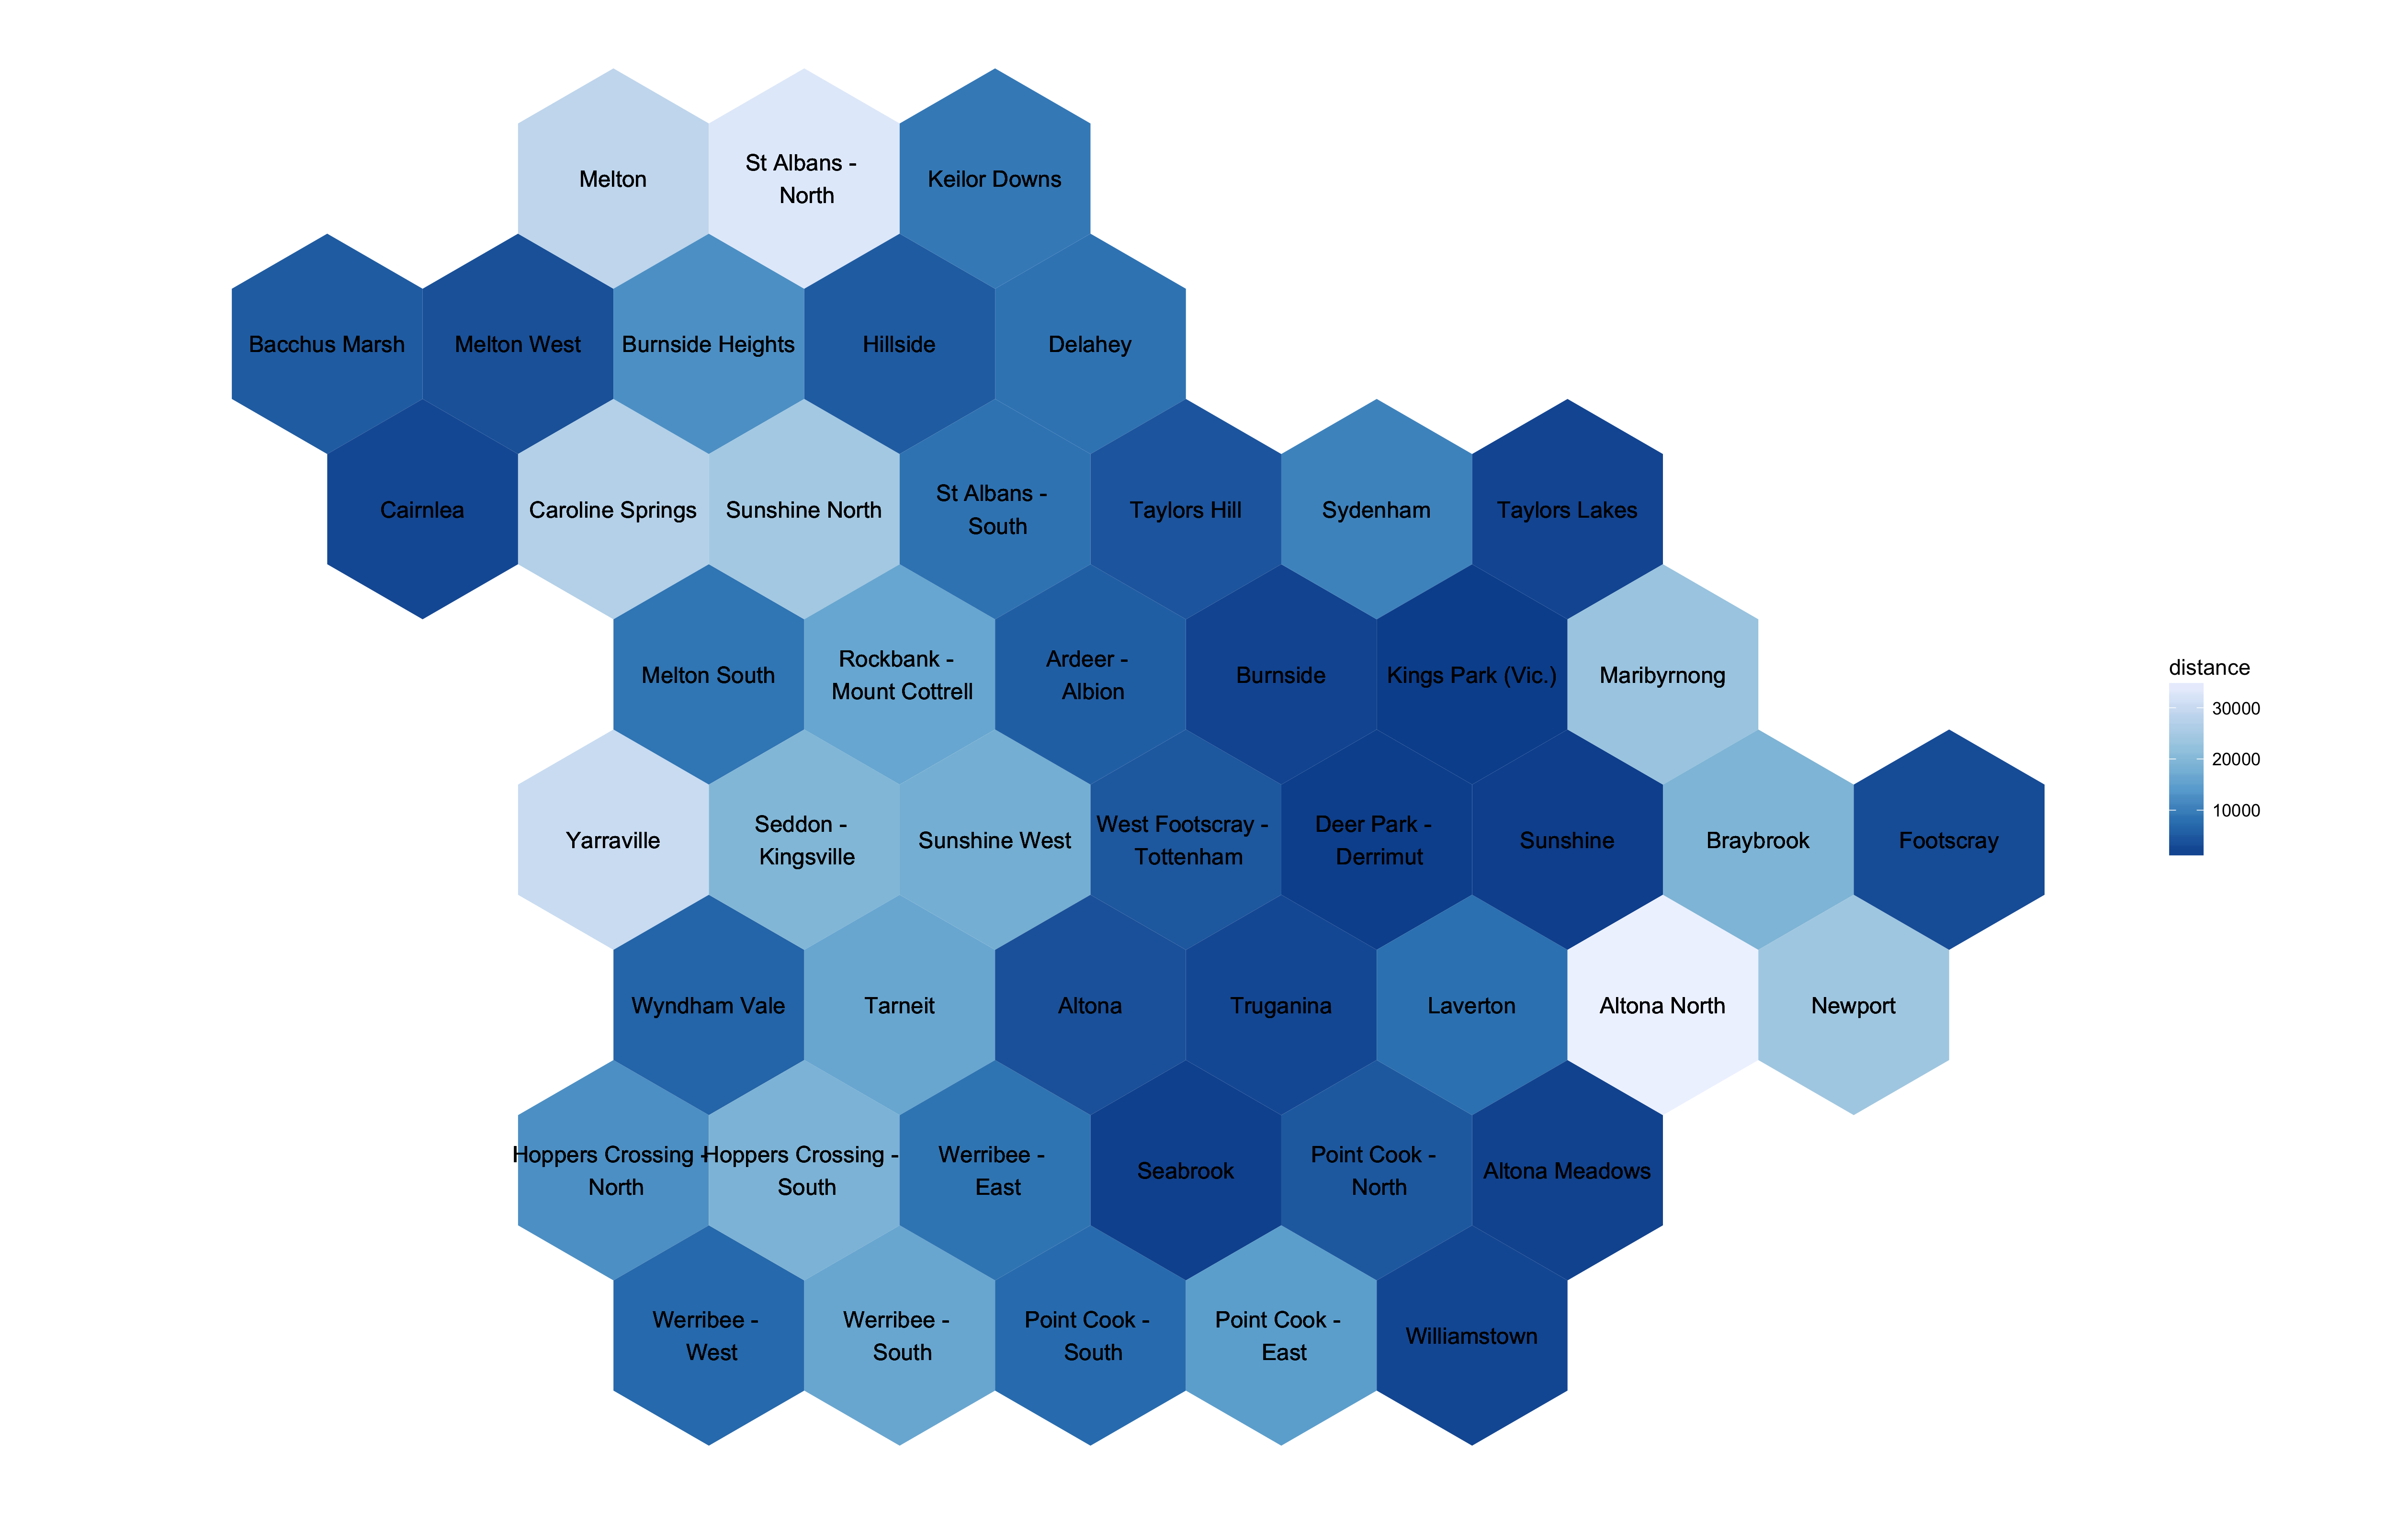 Melton
St Albans -
North
Keilor Downs
Bacchus Marsh
Melton West
Burnside Heights
Hillside
Delahey
Cairnlea
Caroline Springs
Sunshine North
St Albans -
South
Taylors Hill
Sydenham
Taylors Lakes
Melton South
Rockbank -
Mount Cottrell
Ardeer -
Albion
Burnside
Kings Park (Vic.)
Maribyrnong
Yarraville
Seddon -
Kingsville
Sunshine West
West Footscray -
Tottenham
Deer Park -
Derrimut
Sunshine
Braybrook
Footscray
Wyndham Vale
Tarneit
Altona
Truganina
Laverton
Altona North
Newport
Hoppers Crossing -
North
Hoppers Crossing -
South
Werribee -
East
Seabrook
Point Cook -
North
Altona Meadows
Werribee -
West
Werribee -
South
Point Cook -
South
Point Cook -
East
Williamstown
distance
30000
20000
10000